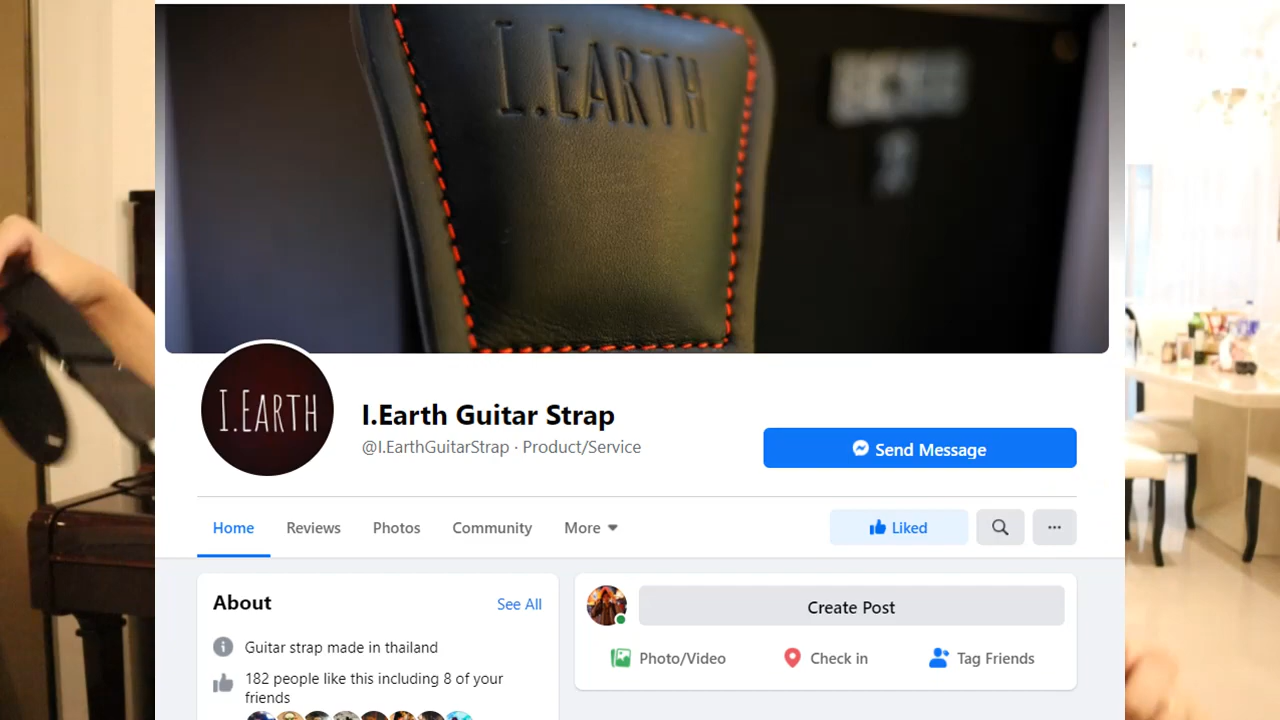 I.EARTH
I.EARTH
I.Earth Guitar Strap
@I.EarthGuitarStrap · Product/Service
Send Message
Home
Reviews
Photos
Community
More
Liked
About
See All
Create Post
Guitar strap made in thailand
Photo/Video
Check in
Tag Friends
182 people like this including 8 of your
friends